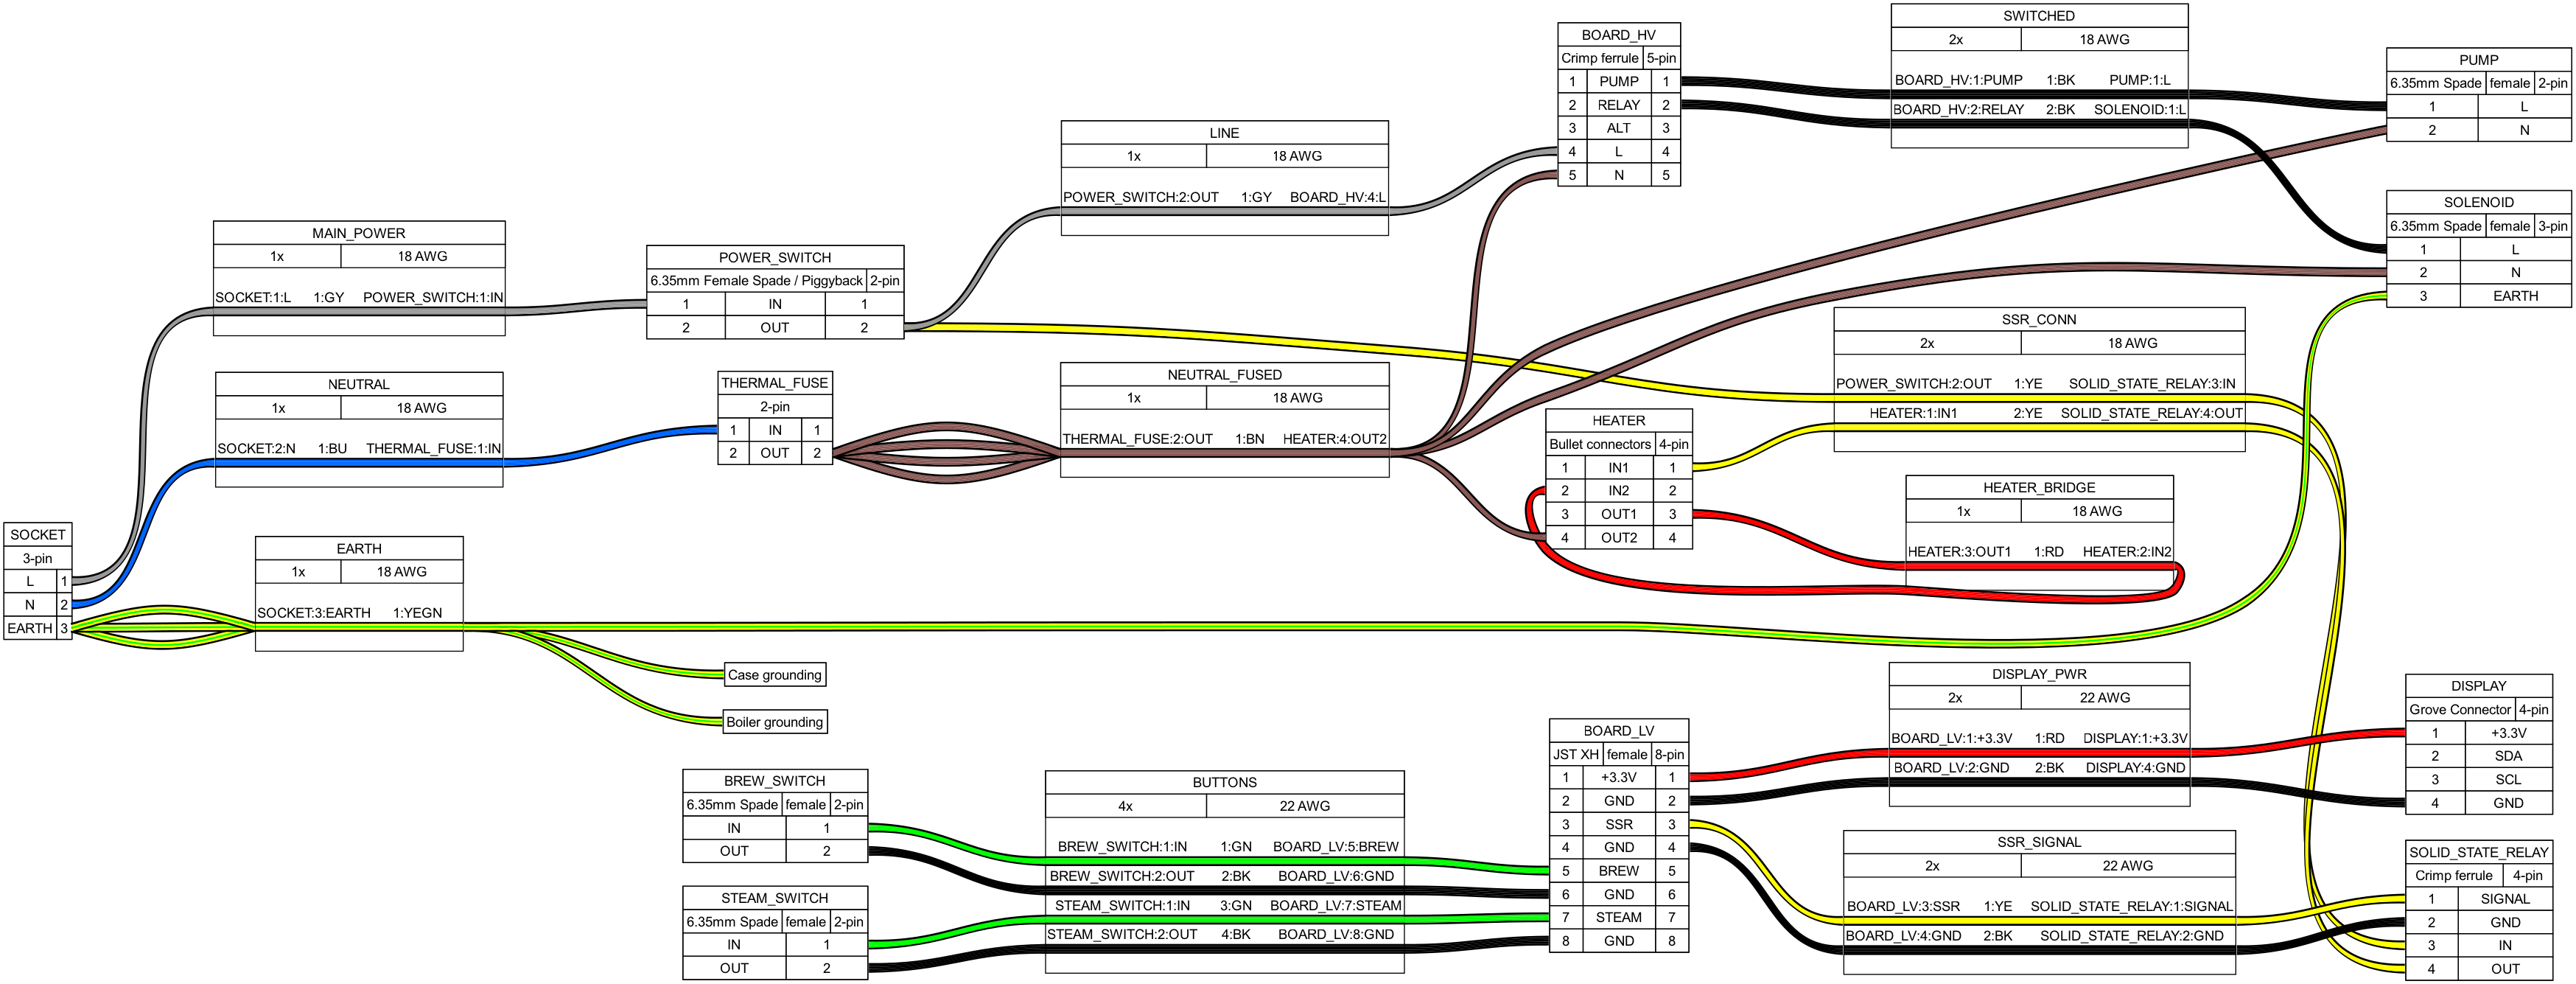 SWITCHED
2x 18 AWG
BOARD_HV:1:PUMP 1:BK PUMP:1:L
BOARD_HV:2:RELAY 2:BK SOLENOID:1:L
BOARD_HV
Crimp ferrule 5-pin
1 PUMP 1
2 RELAY 2
3 ALT 3
4 L 4
5 N 5
PUMP
6.35mm Spade female 2-pin
1 L
2 N
LINE
1x 18 AWG
POWER_SWITCH:2:OUT 1:GY BOARD_HV:4:L
SOLENOID
6.35mm Spade female 3-pin
1 L
2 N
3 EARTH
MAIN_POWER
1x 18 AWG
SOCKET:1:L 1:GY POWER_SWITCH:1:IN
POWER_SWITCH
6.35mm Female Spade / Piggyback 2-pin
1 IN 1
2 OUT 2
SSR_CONN
2x 18 AWG
POWER_SWITCH:2:OUT 1:YE SOLID_STATE_RELAY:3:IN
HEATER:1:IN1 2:YE SOLID_STATE_RELAY:4:OUT
NEUTRAL
1x 18 AWG
SOCKET:2:N 1:BU THERMAL_FUSE:1:IN
THERMAL_FUSE
2-pin
1 IN 1
2 OUT 2
NEUTRAL_FUSED
1x 18 AWG
THERMAL_FUSE:2:OUT 1:BN HEATER:4:OUT2
HEATER
Bullet connectors 4-pin
1 IN1 1
2 IN2 2
3 OUT1 3
4 OUT2 4
HEATER_BRIDGE
1x 18 AWG
HEATER:3:OUT1 1:RD HEATER:2:IN2
SOCKET
3-pin
L 1
N 2
EARTH 3
EARTH
1x 18 AWG
SOCKET:3:EARTH 1:YEGN
Case grounding
Boiler grounding
DISPLAY_PWR
2x 22 AWG
BOARD_LV:1:+3.3V 1:RD DISPLAY:1:+3.3V
BOARD_LV:2:GND 2:BK DISPLAY:4:GND
DISPLAY
Grove Connector 4-pin
1 +3.3V
2 SDA
3 SCL
4 GND
BOARD_LV
JST XH female 8-pin
1 +3.3V 1
2 GND 2
3 SSR 3
4 GND 4
5 BREW 5
6 GND 6
7 STEAM 7
8 GND 8
BREW_SWITCH
6.35mm Spade female 2-pin
IN 1
OUT 2
BUTTONS
4x 22 AWG
BREW_SWITCH:1:IN 1:GN BOARD_LV:5:BREW
BREW_SWITCH:2:OUT 2:BK BOARD_LV:6:GND
STEAM_SWITCH:1:IN 3:GN BOARD_LV:7:STEAM
STEAM_SWITCH:2:OUT 4:BK BOARD_LV:8:GND
STEAM_SWITCH
6.35mm Spade female 2-pin
IN 1
OUT 2
SSR_SIGNAL
2x 22 AWG
BOARD_LV:3:SSR 1:YE SOLID_STATE_RELAY:1:SIGNAL
BOARD_LV:4:GND 2:BK SOLID_STATE_RELAY:2:GND
SOLID_STATE_RELAY
Crimp ferrule 4-pin
1 SIGNAL
2 GND
3 IN
4 OUT